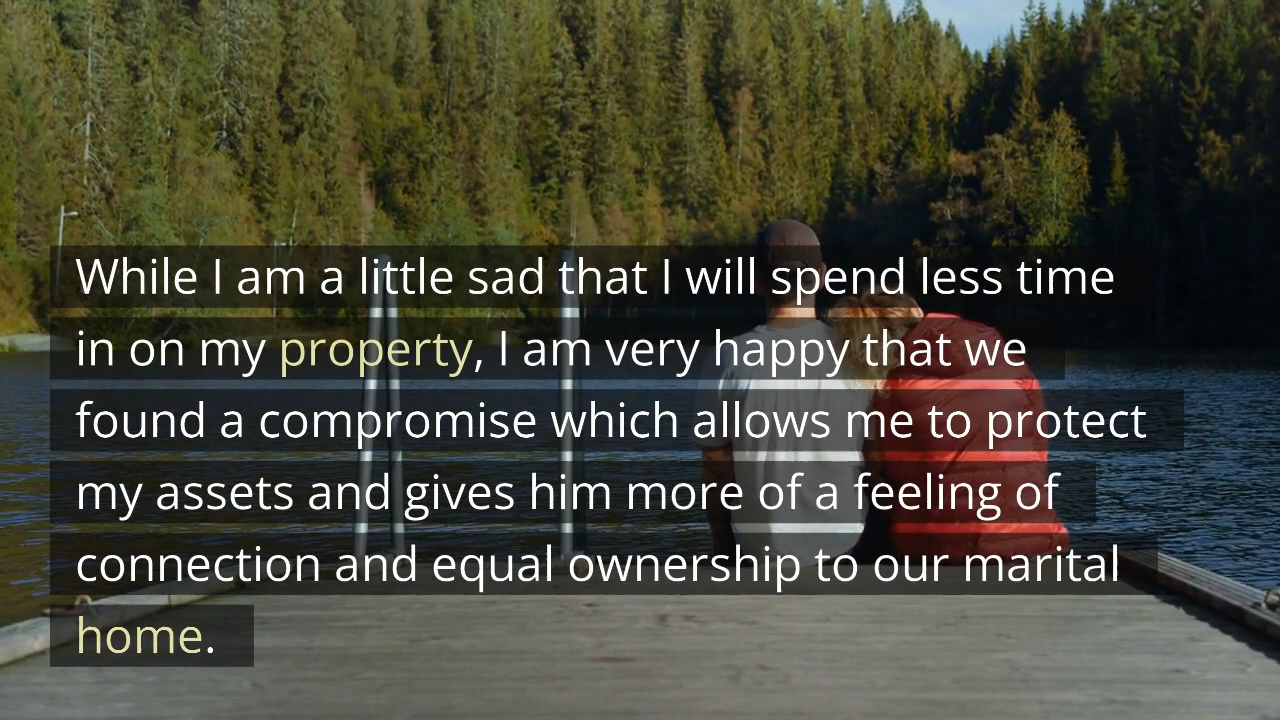 While I am a little sad that I will spend less time
in on my property, I am very happy that we
found a compromise which allows me to protect
my assets and gives him more of a feeling of
connection and equal ownership to our marital
home.